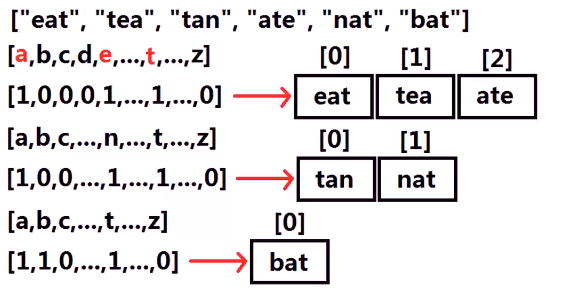 ["eat", "tea", "tan", "ate", "nat", "bat"]
[a,b,c,d,e,...,t,...,z] [0] [1] [2]
[1,0,0,0,1,...,1,...,0] eat tea ate
[a,b,c,...,n,...,t,...,z] [0] [1]
[1,0,0,...,1,...,1,...,0] tan nat
[a,b,c,...,t,...,z] [0]
[1,1,0,...,1,...,0] bat